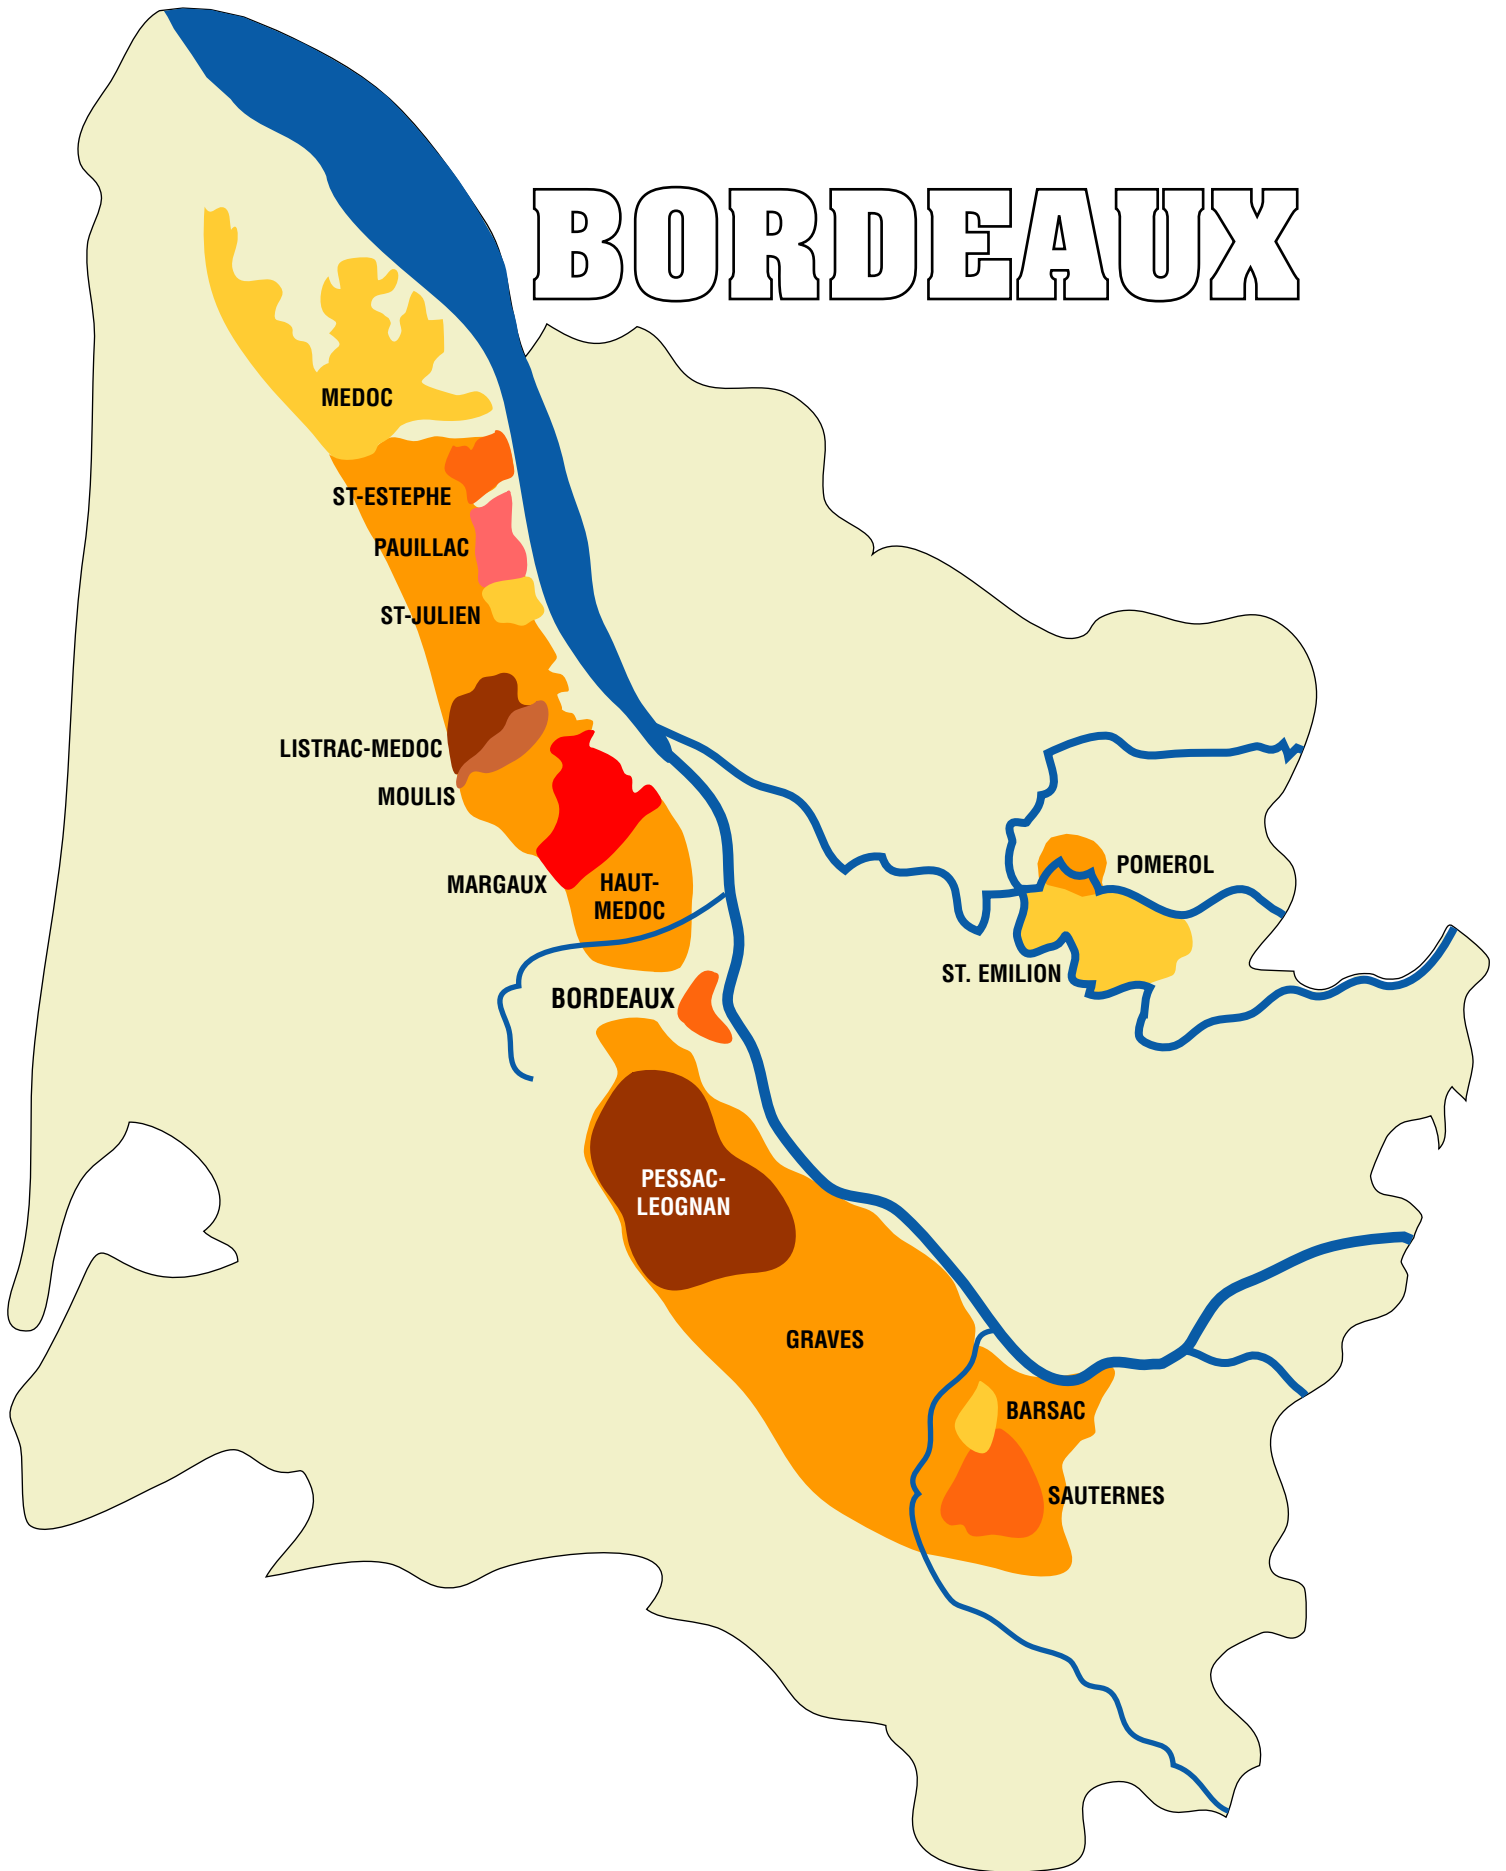 BORDEAUX
MEDOC
ST-ESTEPHE
PAUILLAC
ST-JULIEN
LISTRAC-MEDOC
MOULIS
MARGAUX
HAUT-
MEDOC
POMEROL
ST. EMILION
BORDEAUX
PESSAC-
LEOGNAN
GRAVES
BARSAC
SAUTERNES